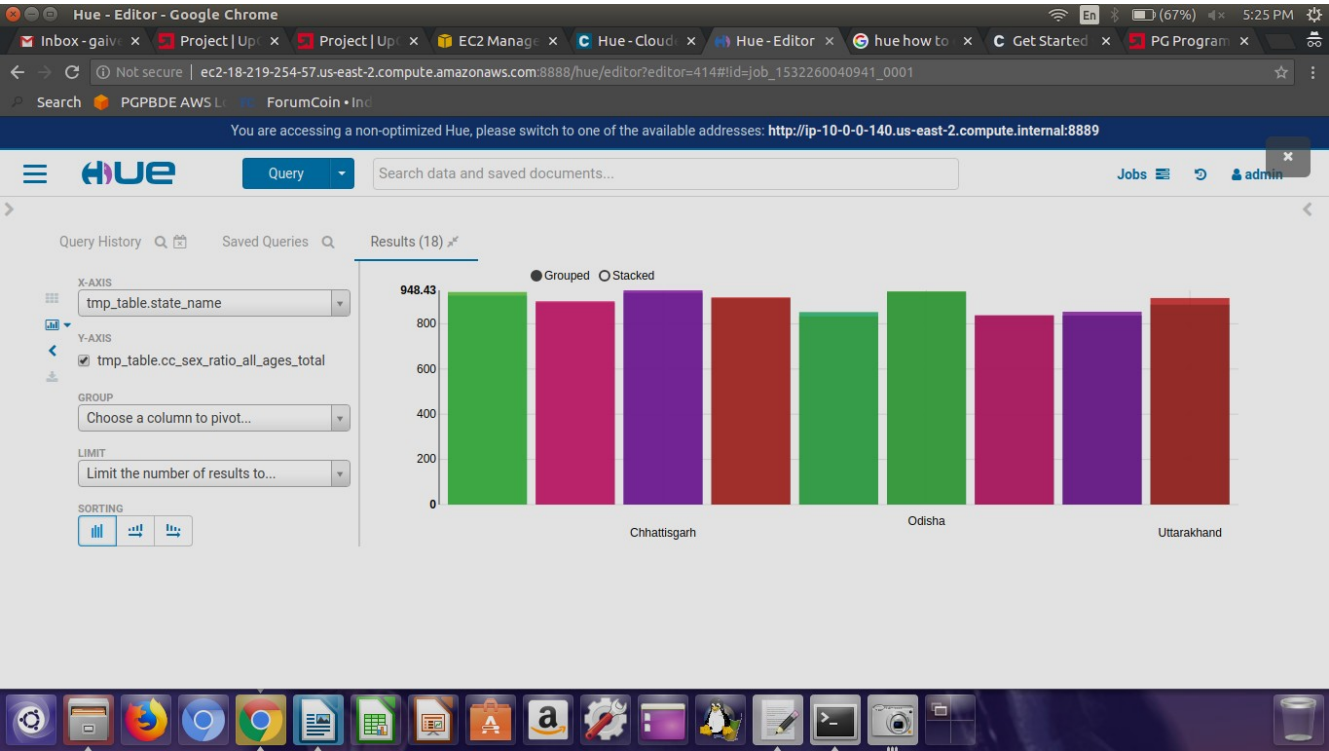 Hue - Editor - Google Chrome
En
(67%)
5:25 PM
Inbox - gaive
Project | Up
Project | Up
EC2 Manage
Hue - Cloud
Hue - Editor
hue how to
Get Started
PG Program
Not secure | ec2-18-219-254-57.us-east-2.compute.amazonaws.com:8888/hue/editor?editor=414#!id=job_1532260040941_0001
Search
PGPBDE AWS L
ForumCoin • Ind
You are accessing a non-optimized Hue, please switch to one of the available addresses: http://ip-10-0-0-140.us-east-2.compute.internal:8889
HUE
Query
Search data and saved documents...
Jobs
admin
Query History
Saved Queries
Results (18)
X-AXIS
tmp_table.state_name
Y-AXIS
tmp_table.cc_sex_ratio_all_ages_total
GROUP
Choose a column to pivot...
LIMIT
Limit the number of results to...
SORTING
Grouped
Stacked
948.43
800
600
400
200
0
Chhattisgarh
Odisha
Uttarakhand